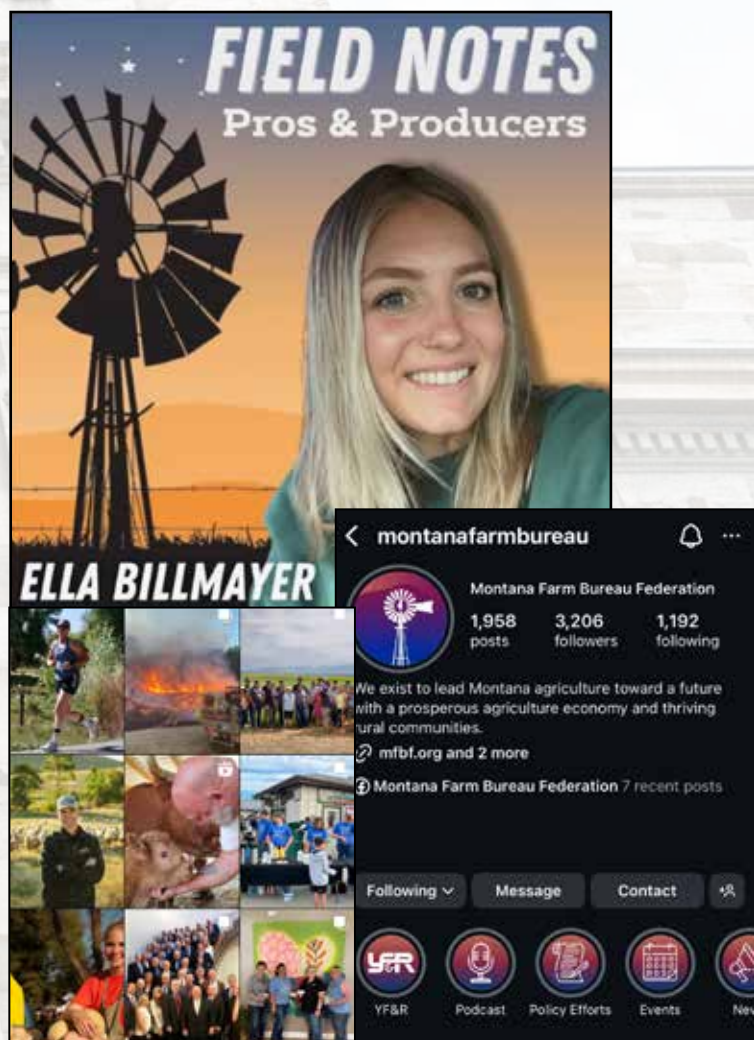 FIELD NOTES
Pros & Producers
ELLA BILLMAYER
montanafarmbureau
Montana Farm Bureau Federation
1,958 3,206 1,192
posts followers following
We exist to lead Montana agriculture toward a future
with a prosperous agriculture economy and thriving
rural communities.
mfbf.org and 2 more
Montana Farm Bureau Federation 7 recent posts
Following Message Contact
YF&R
YF&R Podcast Policy Efforts Events